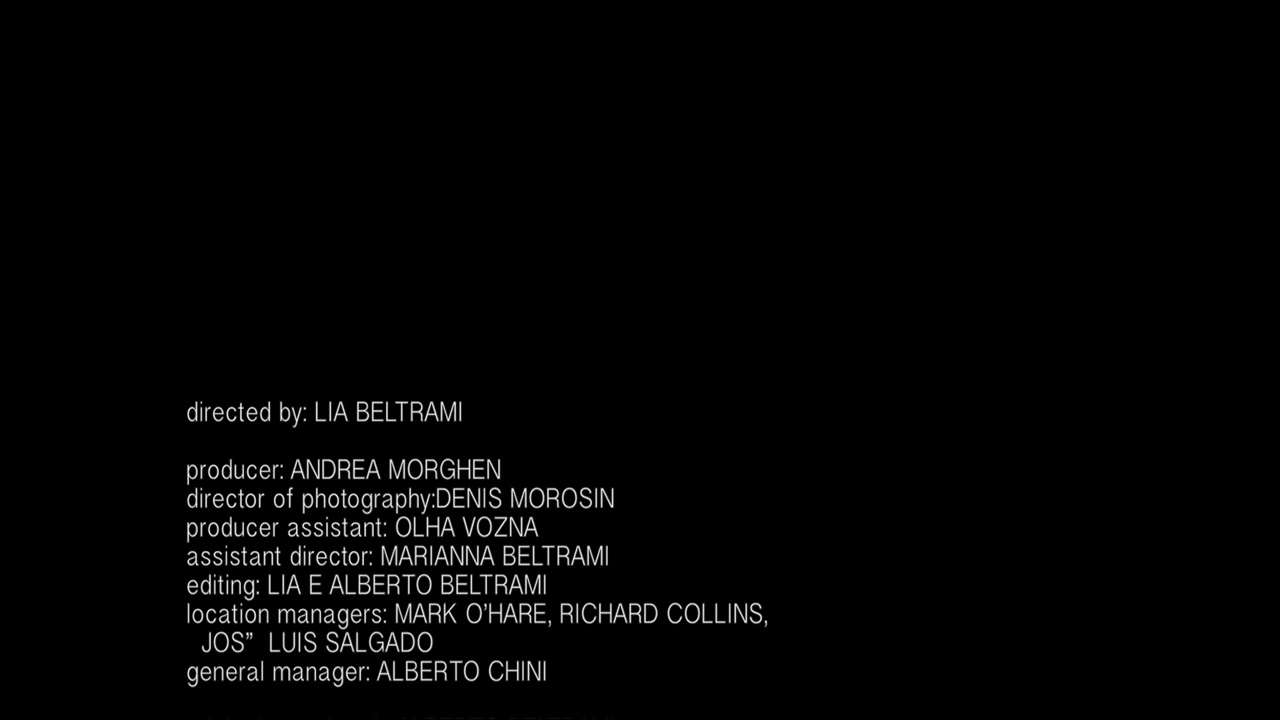 directed by: LIA BELTRAMI
producer: ANDREA MORGHEN
director of photography:DENIS MOROSIN
producer assistant: OLHA VOZNA
assistant director: MARIANNA BELTRAMI
editing: LIA E ALBERTO BELTRAMI
location managers: MARK O’HARE, RICHARD COLLINS,
JOS” LUIS SALGADO
general manager: ALBERTO CHINI